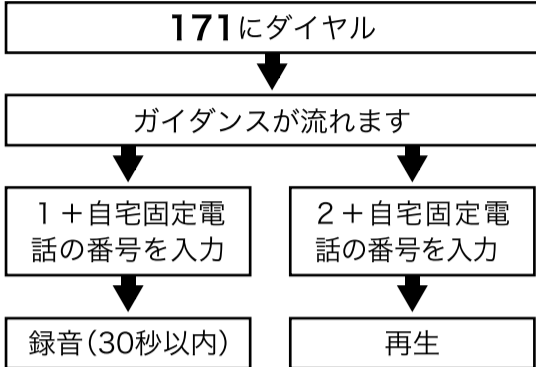 171にダイヤル
ガイダンスが流れます
1+自宅固定電
話の番号を入力
2+自宅固定電
話の番号を入力
録音(30秒以内)
再生